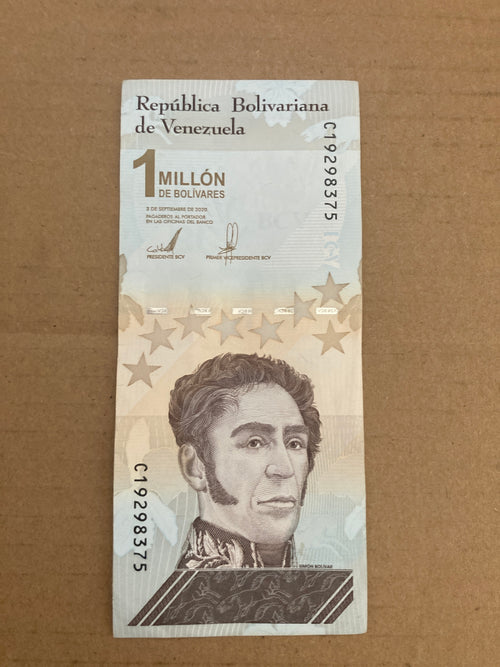 República Bolivariana
de Venezuela
C19298375
1 MILLÓN
DE BOLÍVARES
3 DE SEPTIEMBRE DE 2020
PAGADEROS AL PORTADOR
EN LAS OFICINAS DEL BANCO
PRESIDENTE BCV
PRIMER VICEPRESIDENTE BCV
BCV
C19298375
SIMÓN BOLÍVAR